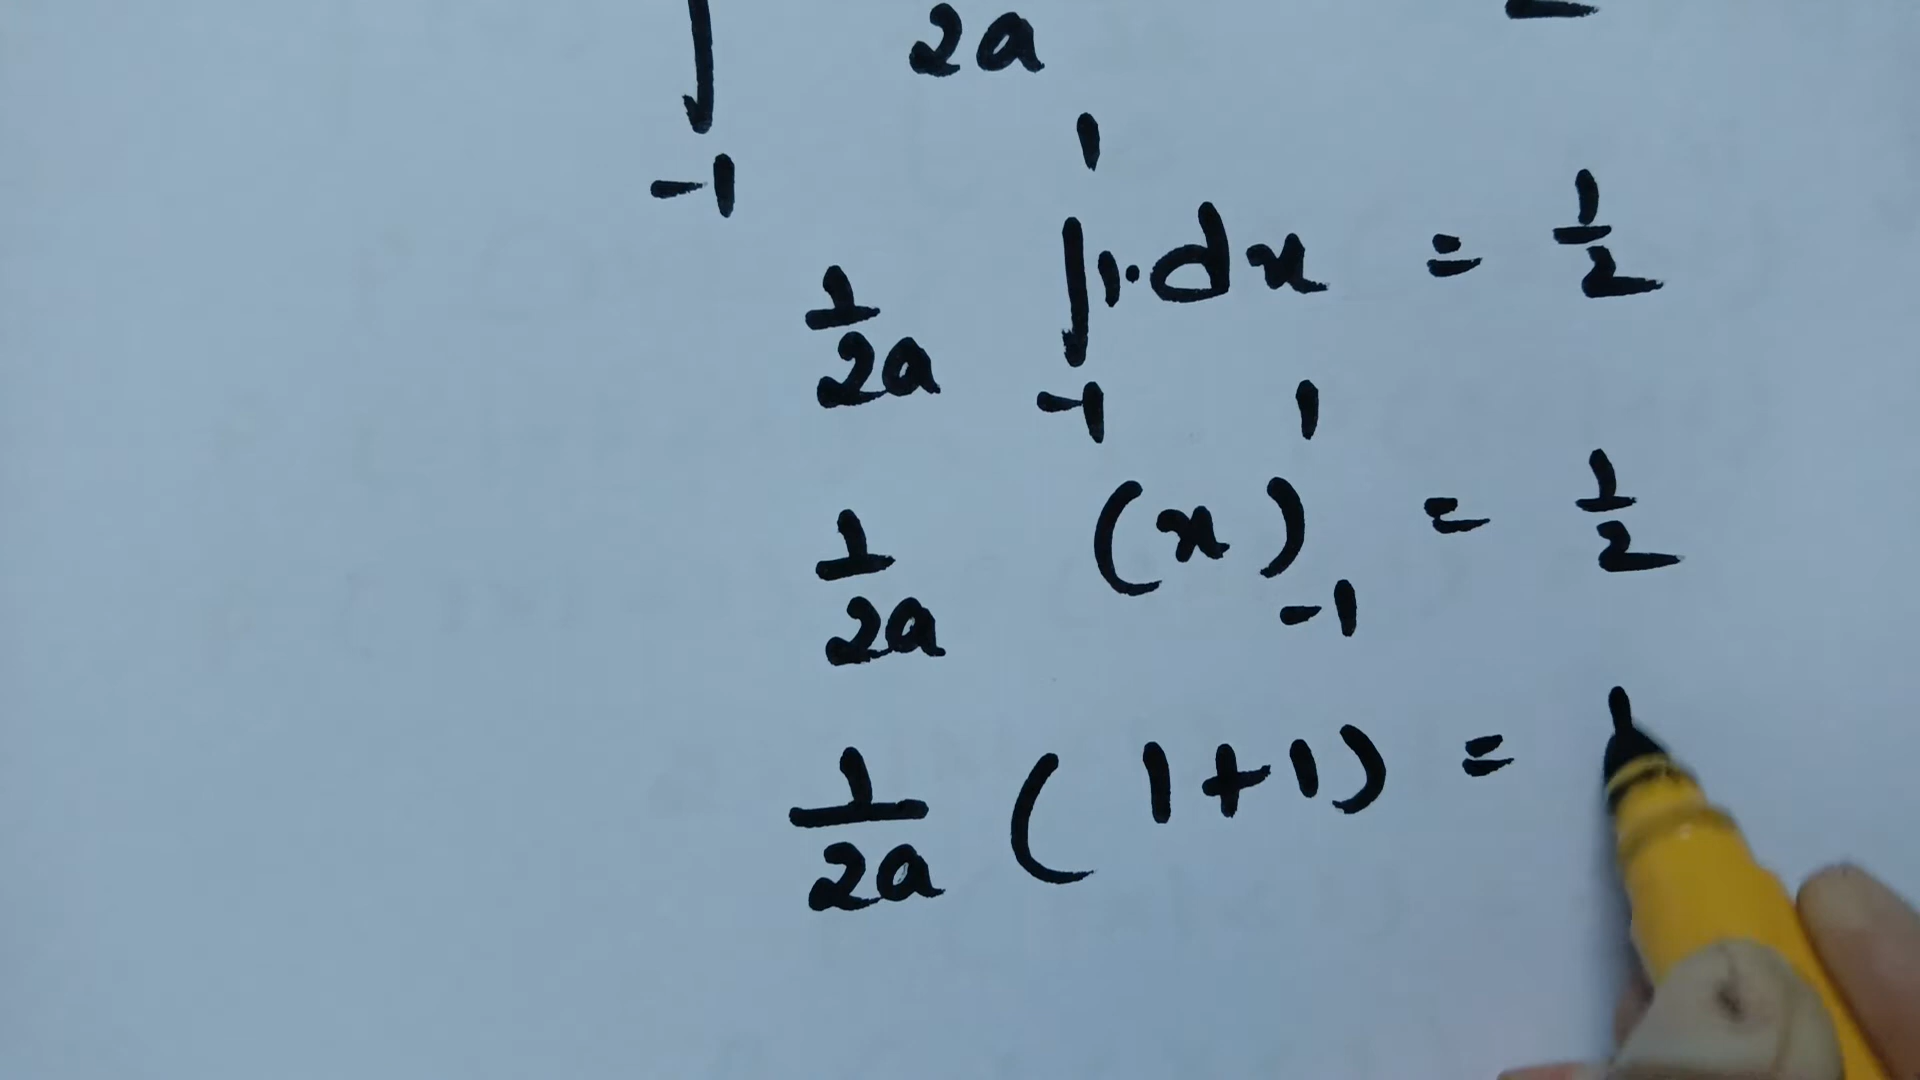 ∫_{-1} 2a
1/2a ∫_{-1}^{1} 1·dx = 1/2
1/2a (x)_{-1}^{1} = 1/2
1/2a (1+1) = 1